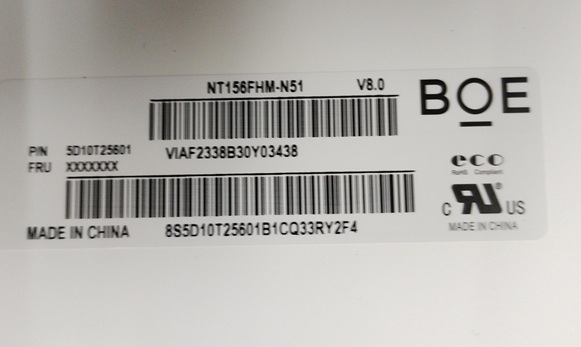 NT156FHM-N51 V8.0
BOE
P/N 5D10T25601 VIAF2338B30Y03438
FRU XXXXXXX
eco
RoHS Compliant
C RU ® US
MADE IN CHINA 8S5D10T25601B1CQ33RY2F4
MADE IN CHINA